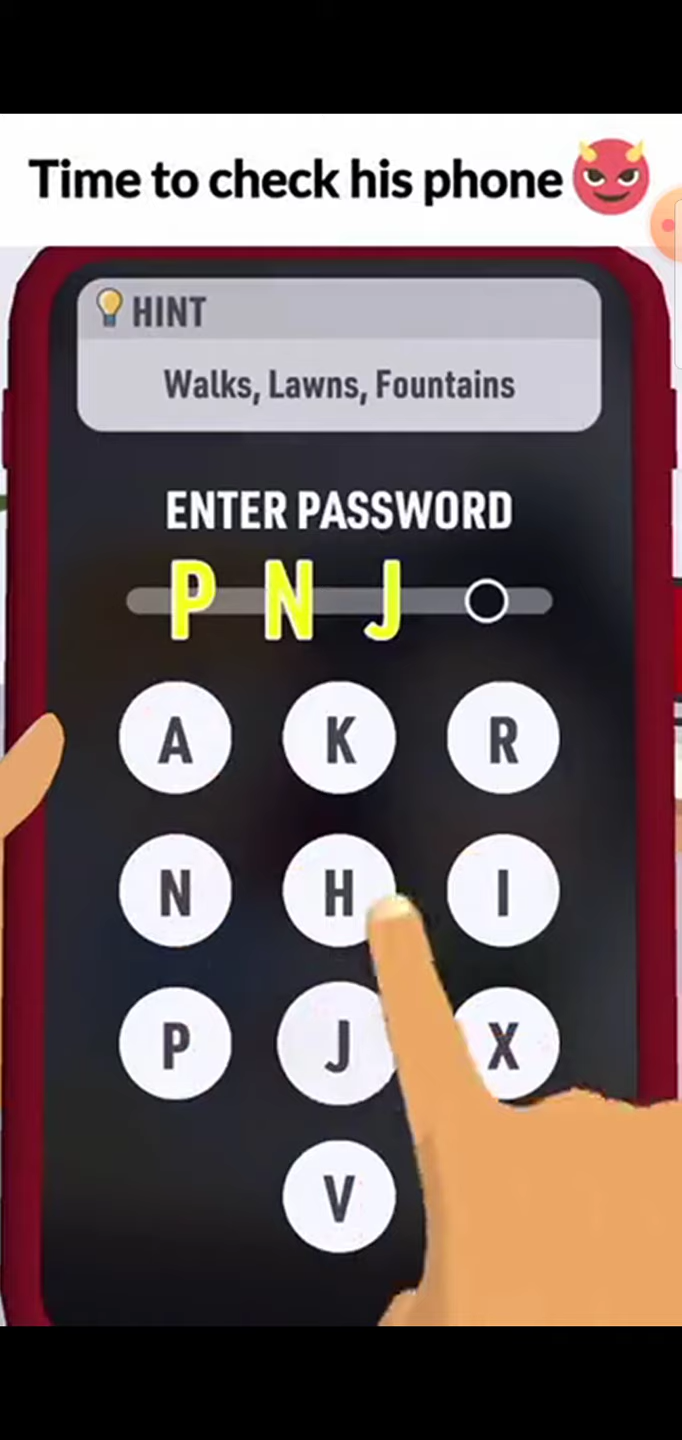 Time to check his phone 😈
💡 HINT
Walks, Lawns, Fountains
ENTER PASSWORD
P N J
A K R
N H I
P J X
V